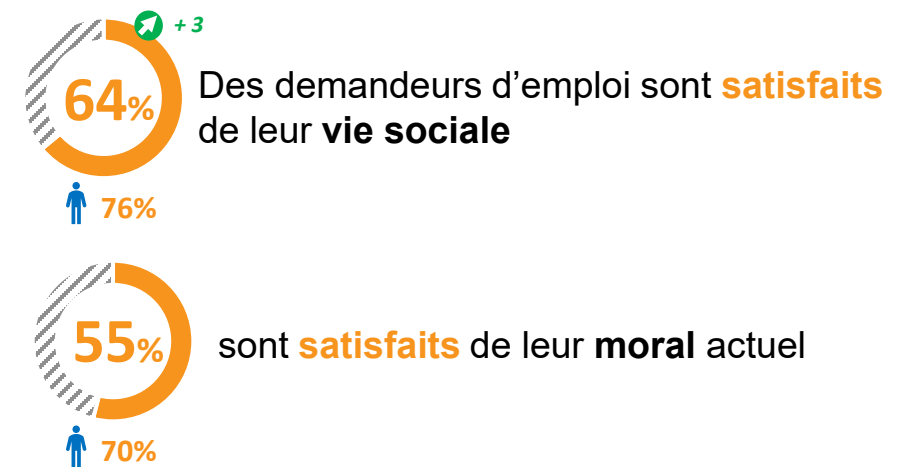 + 3
64%
Des demandeurs d’emploi sont satisfaits
de leur vie sociale
76%
55%
sont satisfaits de leur moral actuel
70%